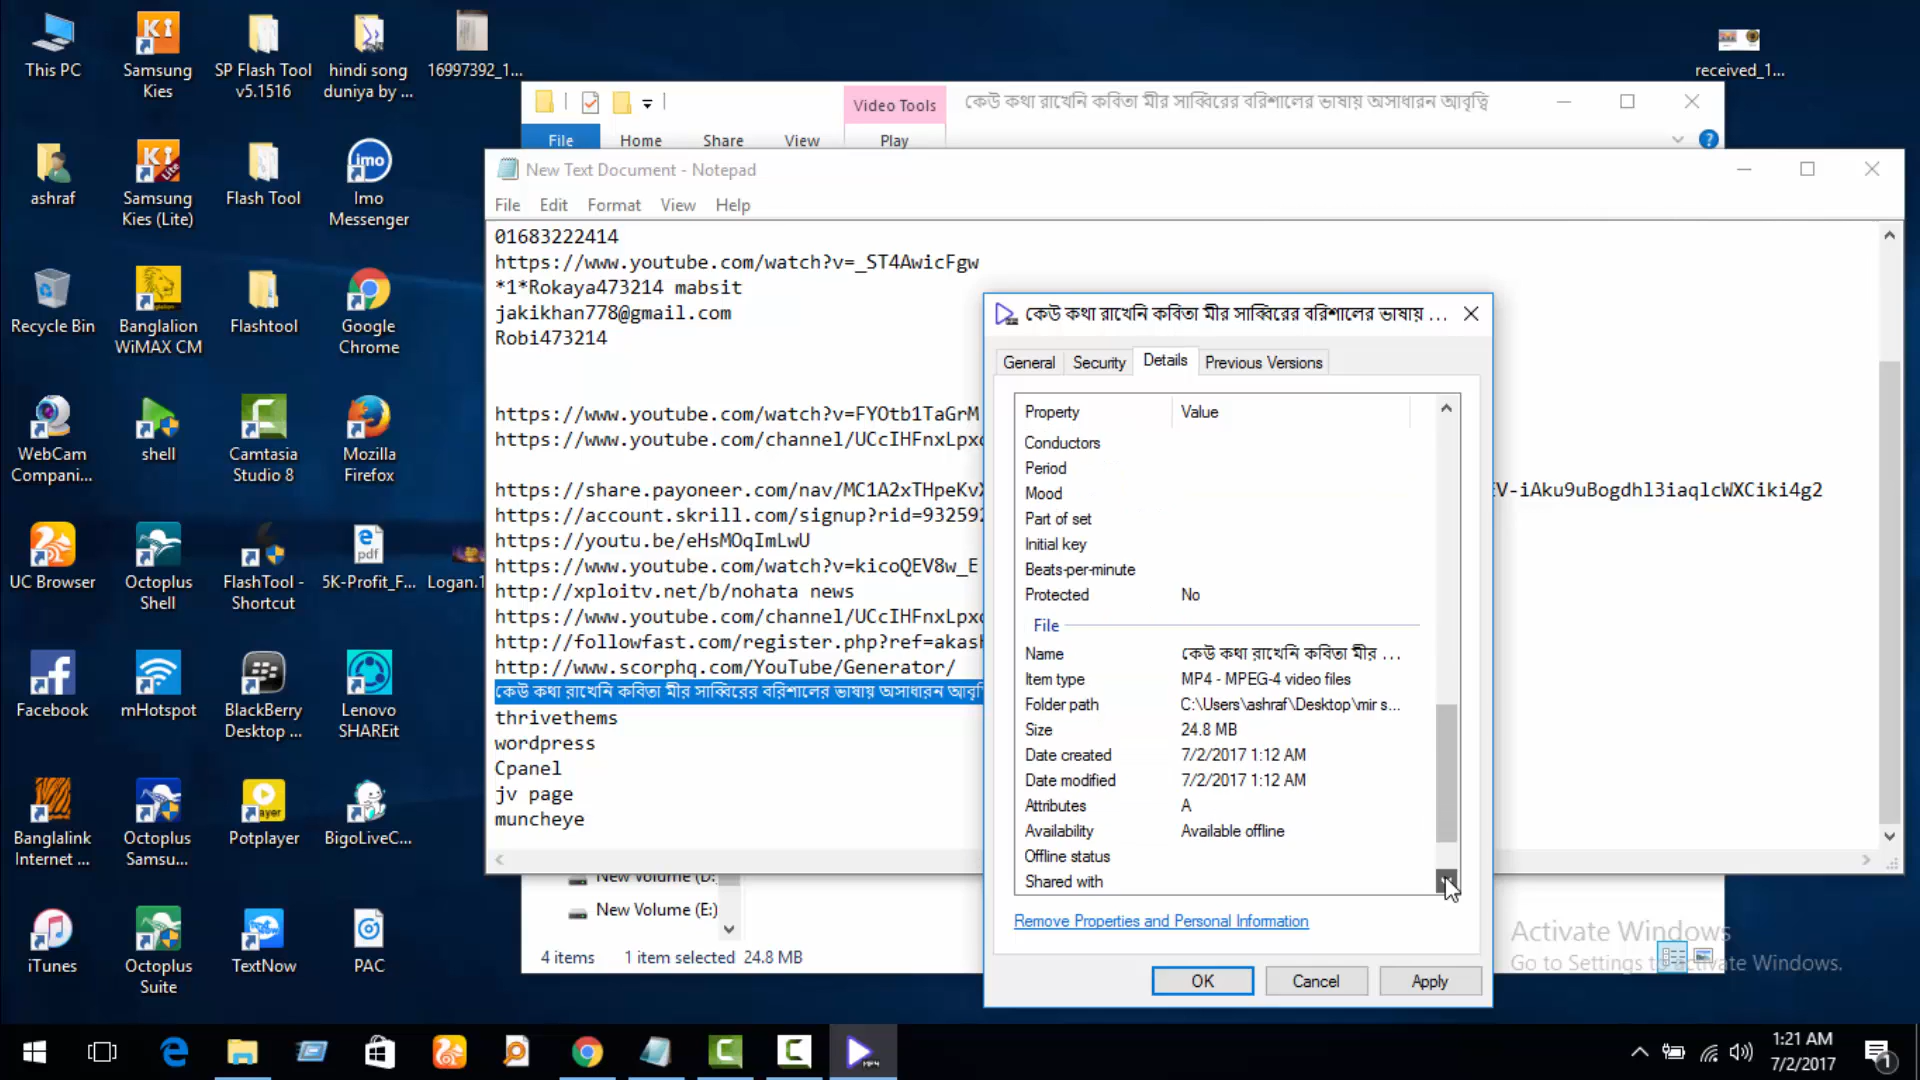 This PC
Samsung
Kies
SP Flash Tool
v5.1516
hindi song
duniya by ...
16997392_1...
received_1...
ashraf
Samsung
Kies (Lite)
Flash Tool
imo
Imo
Messenger
Recycle Bin
Banglalion
WiMAX CM
Flashtool
Google
Chrome
WebCam
Compani...
shell
Camtasia
Studio 8
Mozilla
Firefox
UC Browser
Octoplus
Shell
FlashTool -
Shortcut
pdf
5K-Profit_F...
Logan.1
Facebook
mHotspot
BlackBerry
Desktop ...
Lenovo
SHAREit
Banglalink
Internet ...
Octoplus
Samsu...
Potplayer
BigoLiveC...
iTunes
Octoplus
Suite
TextNow
PAC
Video Tools
কেউ কথা রাখেনি কবিতা মীর সাব্বিরের বরিশালের ভাষায় অসাধারন আবৃত্বি
File Home Share View Play
New Text Document - Notepad
File Edit Format View Help
01683222414
https://www.youtube.com/watch?v=_ST4AwicFgw
*1*Rokaya473214 mabsit
jakikhan778@gmail.com
Robi473214
https://www.youtube.com/watch?v=FYOtb1TaGrM
https://www.youtube.com/channel/UCcIHFnxLpx
https://share.payoneer.com/nav/MC1A2xTHpeKv
V-iAku9uBogdhl3iaqlcWXCiki4g2
https://account.skrill.com/signup?rid=932592
https://youtu.be/eHsMOqImLwU
https://www.youtube.com/watch?v=kicoQEV8w_E
http://xploitv.net/b/nohata news
https://www.youtube.com/channel/UCcIHFnxLpx
http://followfast.com/register.php?ref=akash
http://www.scorphq.com/YouTube/Generator/
কেউ কথা রাখেনি কবিতা মীর সাব্বিরের বরিশালের ভাষায় অসাধারন
thrivethems
wordpress
Cpanel
jv page
muncheye
কেউ কথা রাখেনি কবিতা মীর সাব্বিরের বরিশালের ভাষায় ...
General Security Details Previous Versions
Property Value
Conductors
Period
Mood
Part of set
Initial key
Beats-per-minute
Protected No
File
Name কেউ কথা রাখেনি কবিতা মীর ...
Item type MP4 - MPEG-4 video files
Folder path C:\Users\ashraf\Desktop\mir s...
Size 24.8 MB
Date created 7/2/2017 1:12 AM
Date modified 7/2/2017 1:12 AM
Attributes A
Availability Available offline
Offline status
Shared with
Remove Properties and Personal Information
OK Cancel Apply
New Volume (D:
New Volume (E:)
4 items 1 item selected 24.8 MB
Activate Windows
Go to Settings to activate Windows.
1:21 AM
7/2/2017
1